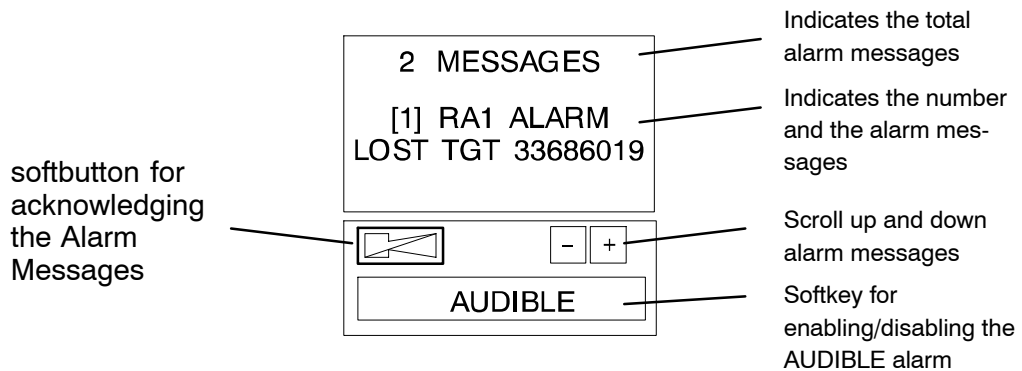 Indicates the total
alarm messages
2 MESSAGES
Indicates the number
and the alarm mes-
sages
[1] RA1 ALARM
LOST TGT 33686019
softbutton for
acknowledging
the Alarm
Messages
- +
Scroll up and down
alarm messages
AUDIBLE
Softkey for
enabling/disabling the
AUDIBLE alarm